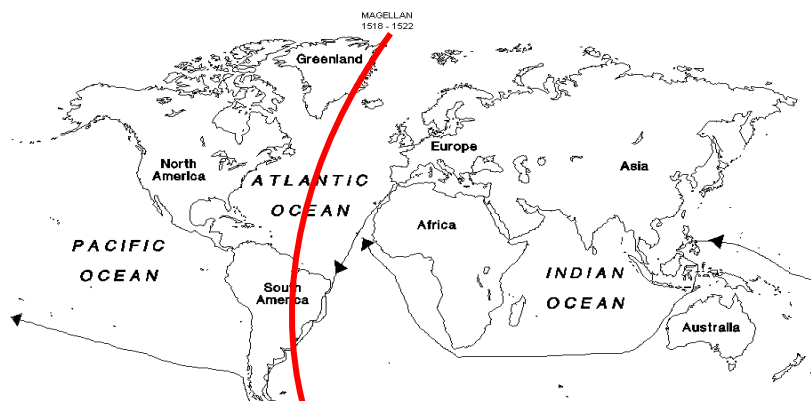 MAGELLAN
1518 - 1522
Greenland
Europe
North
America
Asia
ATLANTIC
OCEAN
Africa
PACIFIC
OCEAN
INDIAN
OCEAN
South
America
Australia